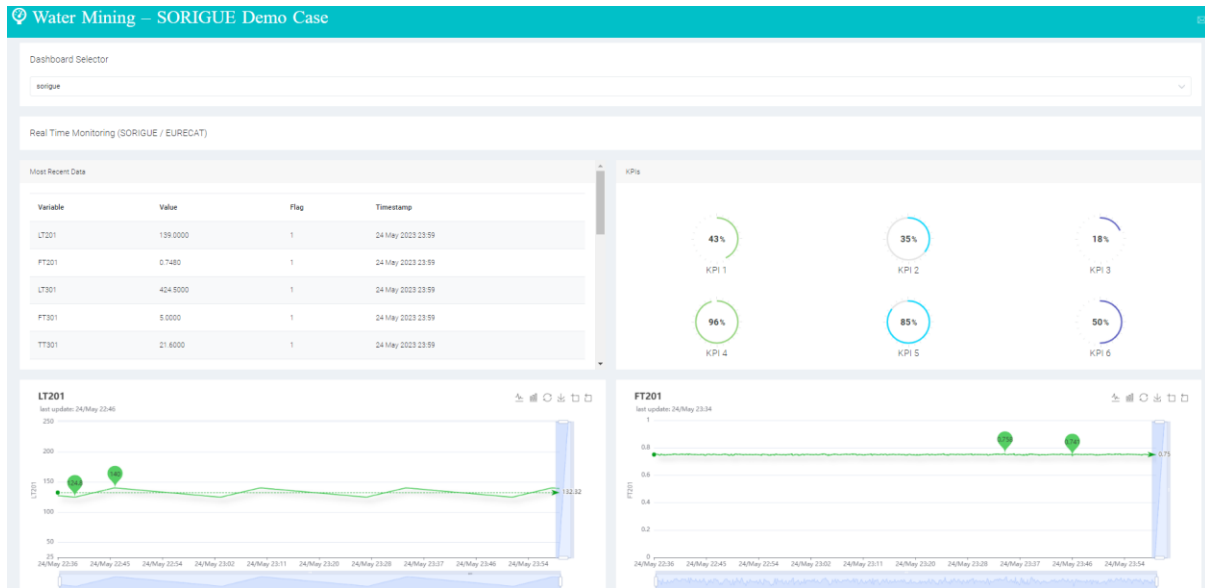 Water Mining – SORIGUE Demo Case
Dashboard Selector
sorigue
Real Time Monitoring (SORIGUE / EURECAT)
Most Recent Data
Variable Value Flag Timestamp
LT201 139.0000 1 24 May 2023 23:59
FT201 0.7480 1 24 May 2023 23:59
LT301 424.5000 1 24 May 2023 23:59
FT301 5.0000 1 24 May 2023 23:59
TT301 21.6000 1 24 May 2023 23:59
KPIs
43% 35% 18%
KPI 1 KPI 2 KPI 3
96% 85% 50%
KPI 4 KPI 5 KPI 6
LT201
last update: 24/May 22:46
250
200
150
100
50
25
LT201
140
132.32
24/May 22:36 24/May 22:45 24/May 22:54 24/May 23:02 24/May 23:11 24/May 23:20 24/May 23:28 24/May 23:37 24/May 23:46 24/May 23:54
FT201
last update: 24/May 23:34
1
0.8
0.6
0.4
0.2
0
FT201
0.75
24/May 22:36 24/May 22:45 24/May 22:54 24/May 23:02 24/May 23:11 24/May 23:20 24/May 23:28 24/May 23:37 24/May 23:46 24/May 23:54